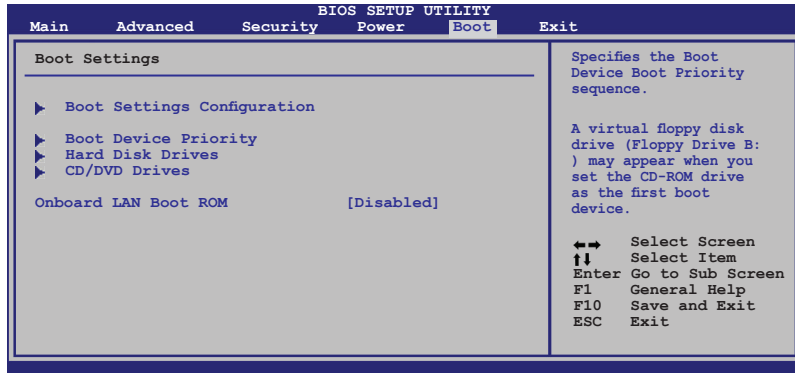 BIOS SETUP UTILITY
Main Advanced Security Power Boot Exit
Boot Settings
Boot Settings Configuration
Boot Device Priority
Hard Disk Drives
CD/DVD Drives
Onboard LAN Boot ROM [Disabled]
Specifies the Boot
Device Boot Priority
sequence.
A virtual floppy disk
drive (Floppy Drive B:
) may appear when you
set the CD-ROM drive
as the first boot
device.
←→ Select Screen
↑↓ Select Item
Enter Go to Sub Screen
F1 General Help
F10 Save and Exit
ESC Exit